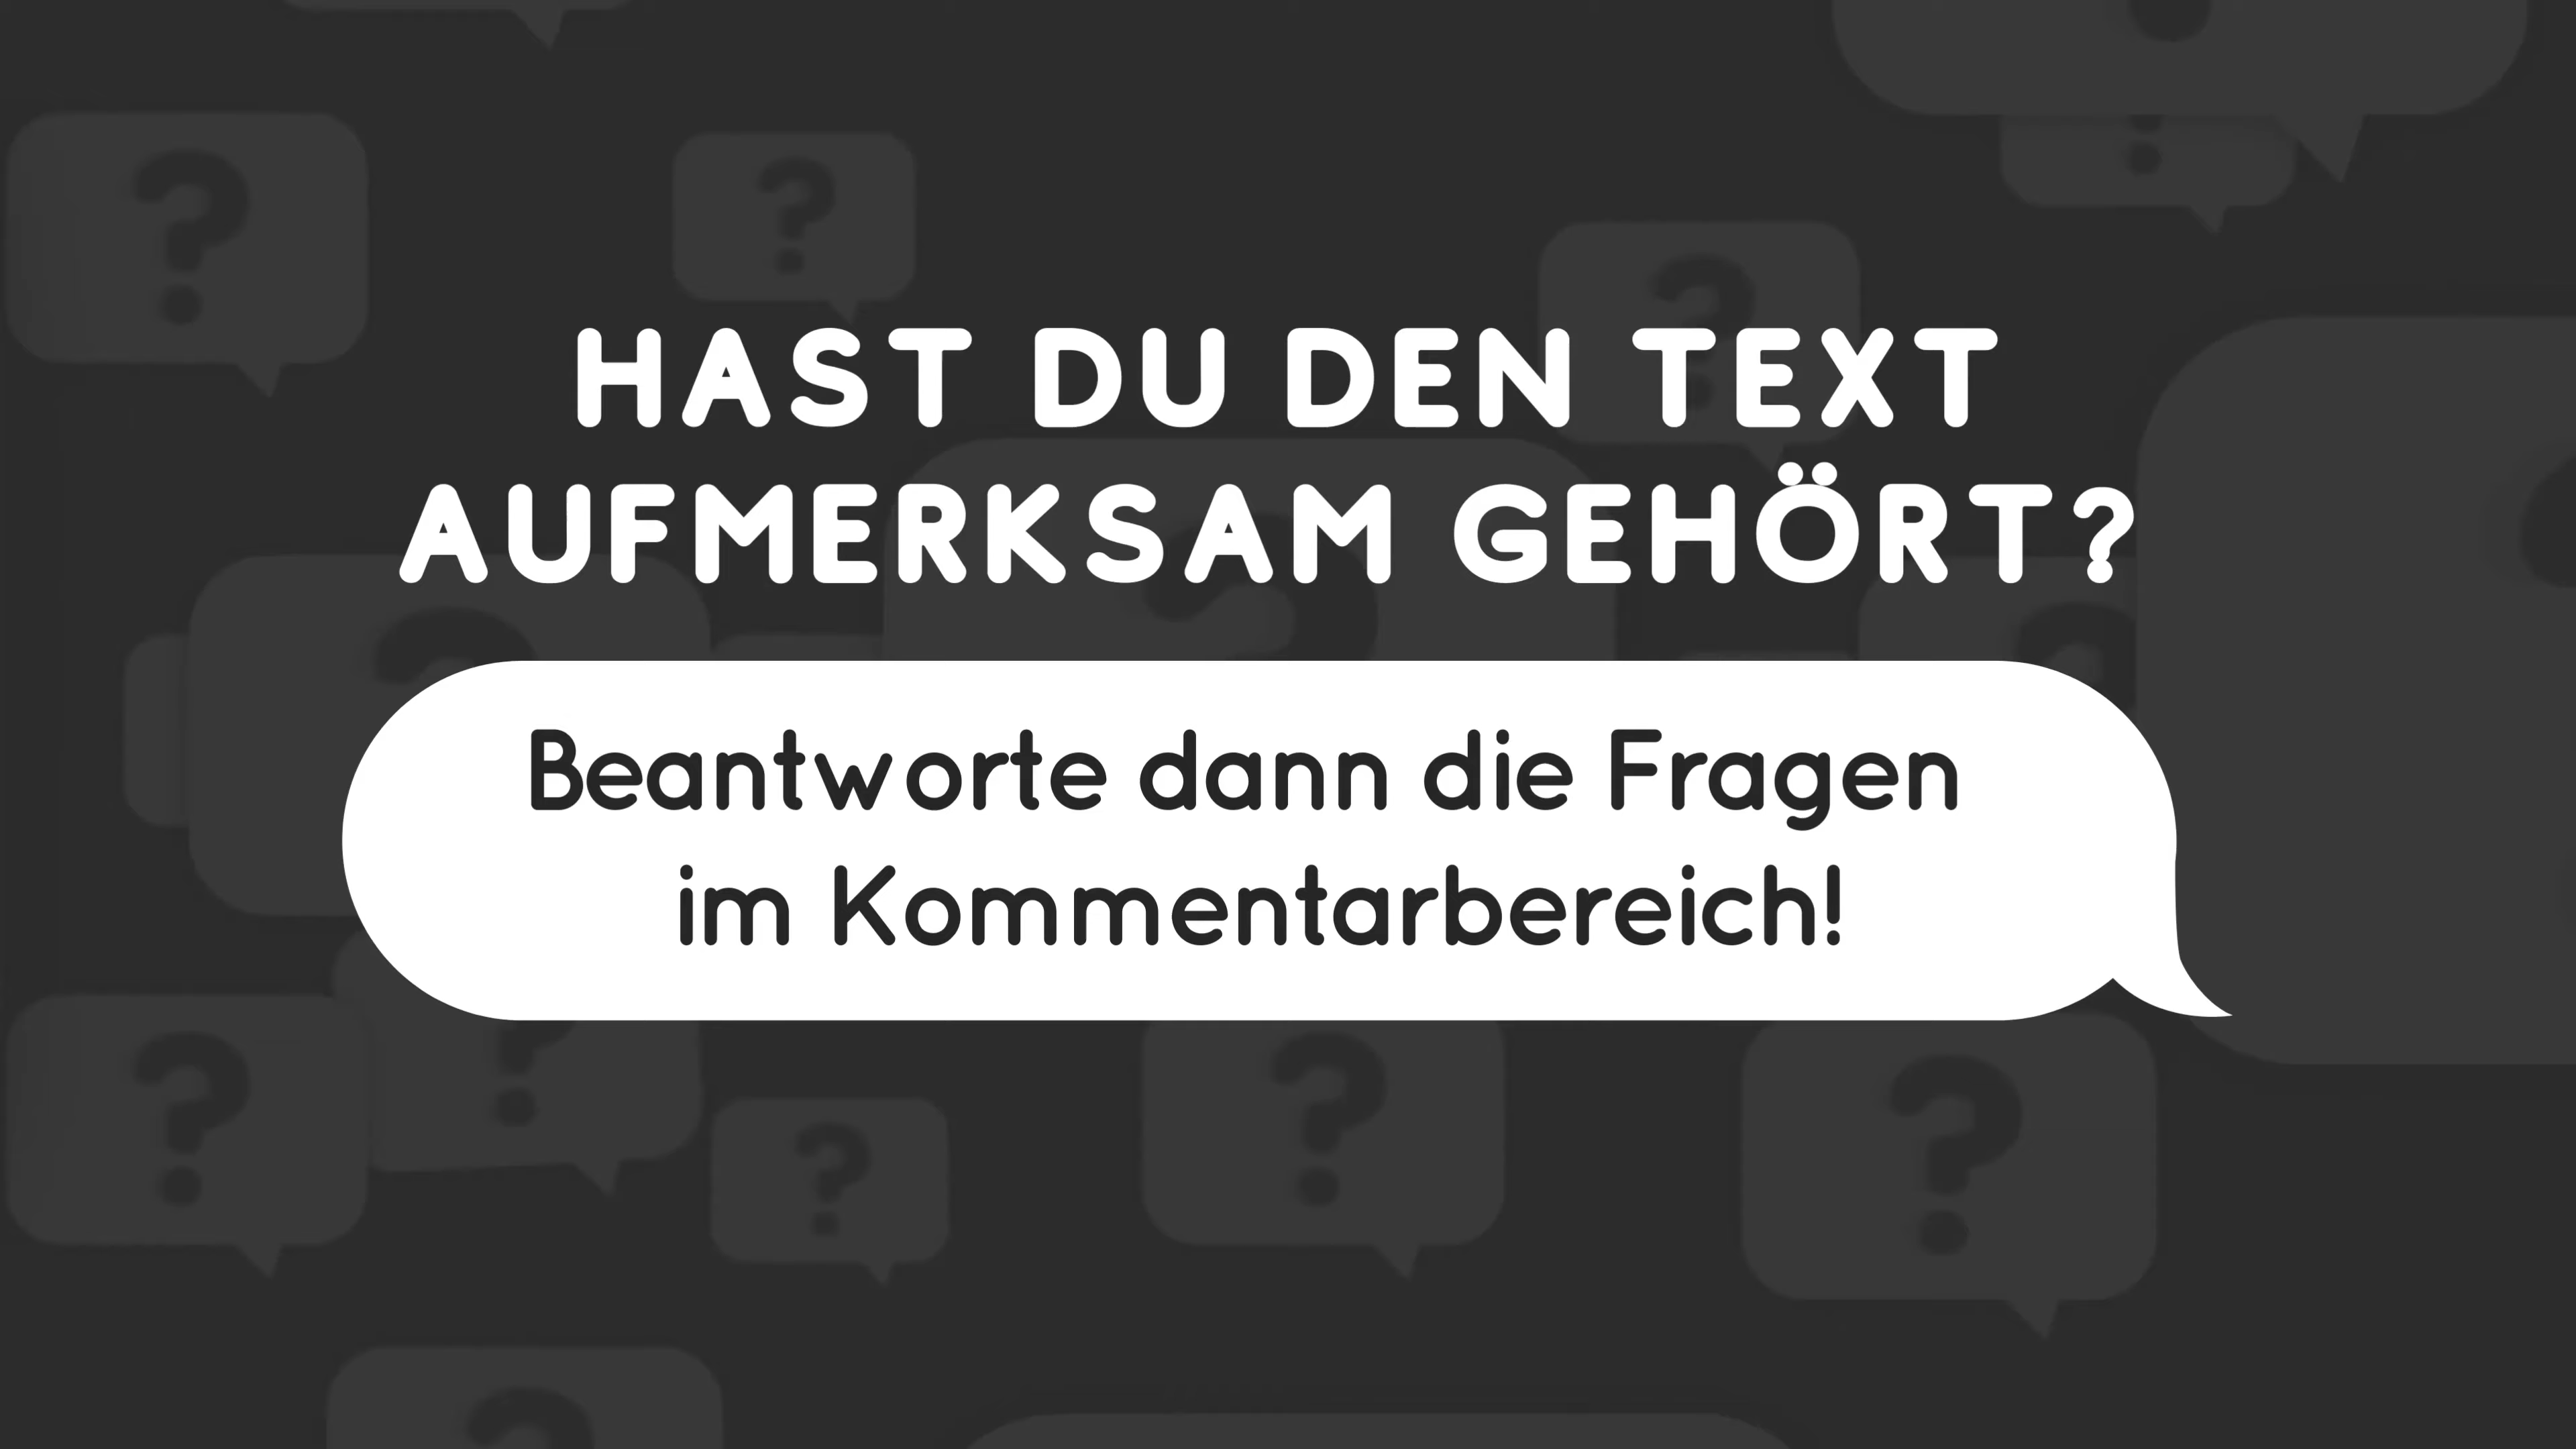 HAST DU DEN TEXT
AUFMERKSAM GEHÖRT?
Beantworte dann die Fragen
im Kommentarbereich!